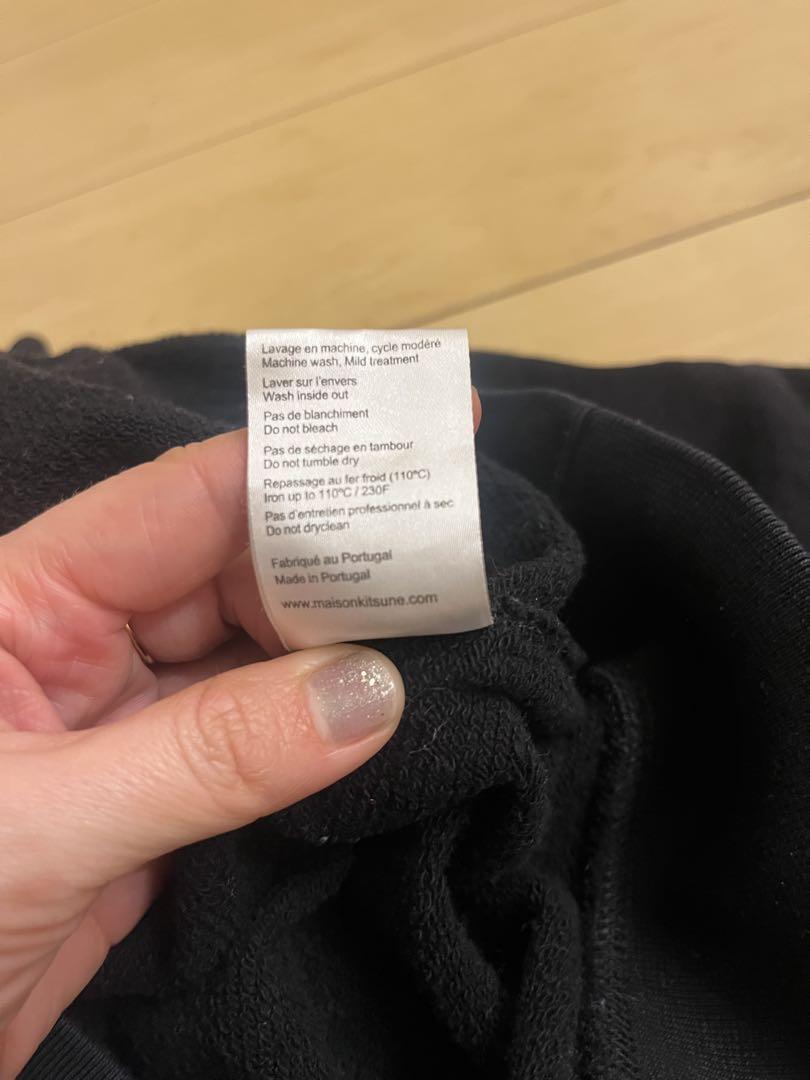 Lavage en machine, cycle modéré
Machine wash, Mild treatment
Laver sur l'envers
Wash inside out
Pas de blanchiment
Do not bleach
Pas de séchage en tambour
Do not tumble dry
Repassage au fer froid (110ºC)
Iron up to 110ºC / 230F
Pas d'entretien professionnel à sec
Do not dryclean
Fabriqué au Portugal
Made in Portugal
www.maisonkitsune.com